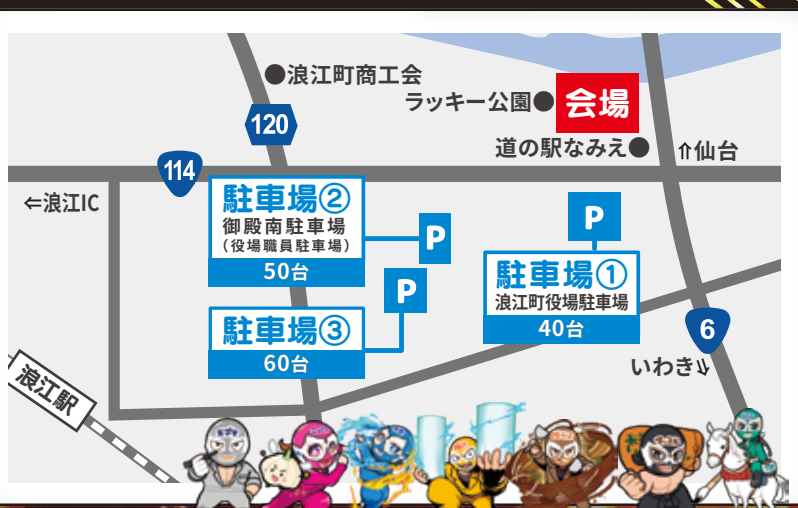 浪江町商工会
ラッキー公園
会場
120
道の駅なみえ
⇧仙台
114
⇦浪江IC
駐車場②
御殿南駐車場
(役場職員駐車場)
50台
P
P
駐車場①
浪江町役場駐車場
40台
P
駐車場③
60台
6
いわき⇩
浪江駅